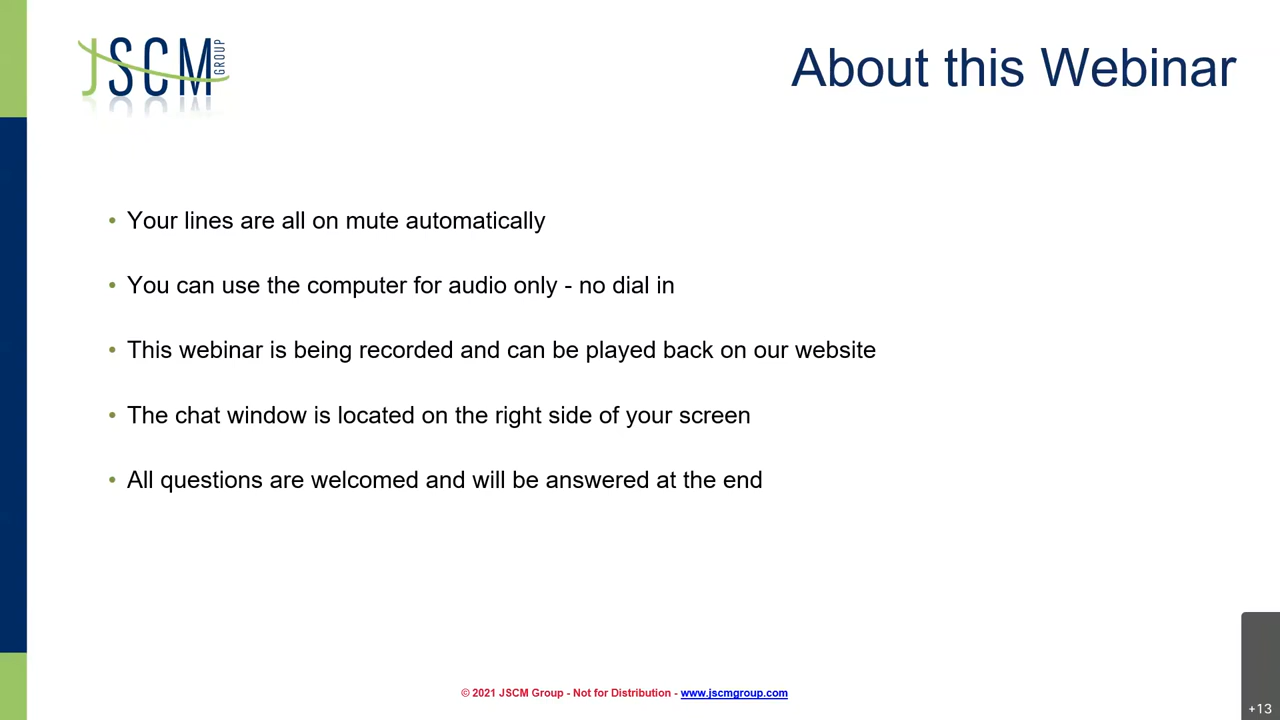 JSCM GROUP
About this Webinar
• Your lines are all on mute automatically
• You can use the computer for audio only - no dial in
• This webinar is being recorded and can be played back on our website
• The chat window is located on the right side of your screen
• All questions are welcomed and will be answered at the end
© 2021 JSCM Group - Not for Distribution - www.jscmgroup.com
+13